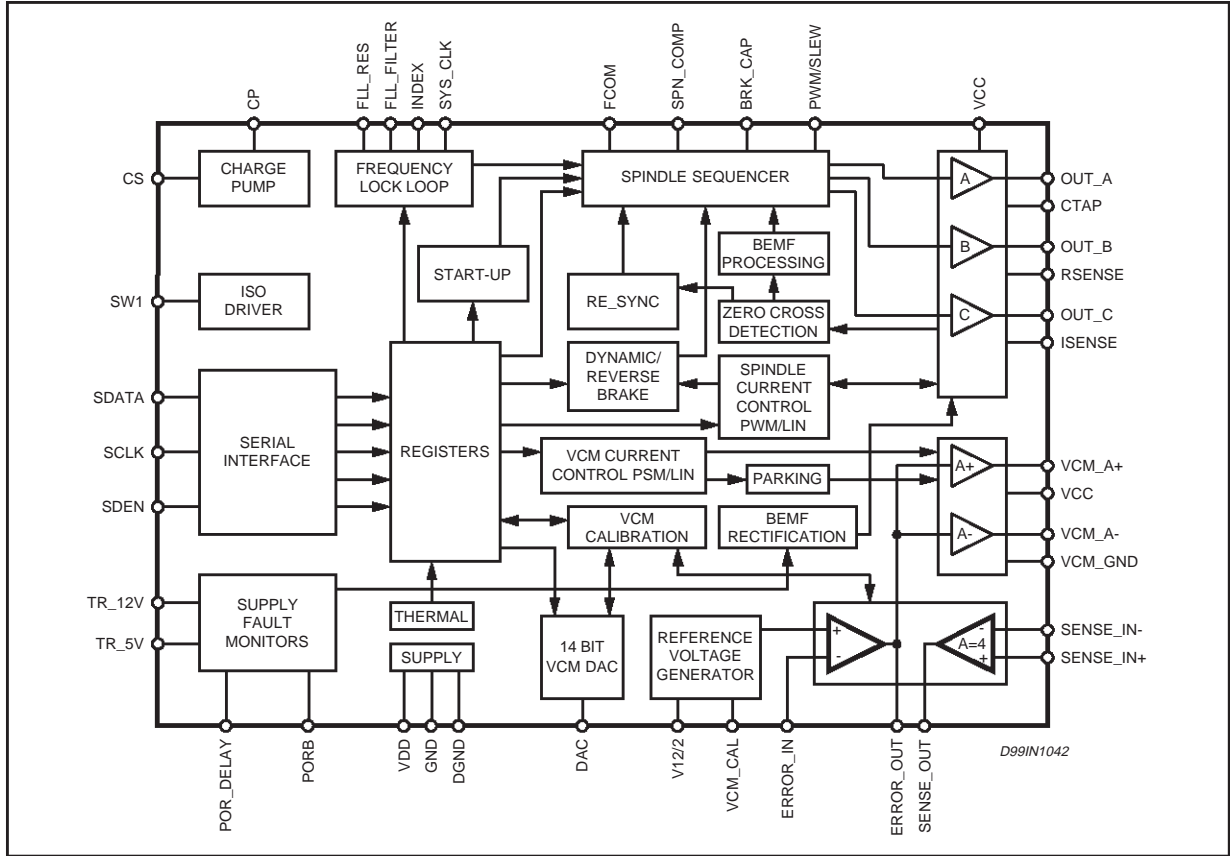 CP
FLL_RES
FLL_FILTER
INDEX
SYS_CLK
FCOM
SPN_COMP
BRK_CAP
PWM/SLEW
VCC
CS
CHARGE
PUMP
FREQUENCY
LOCK LOOP
SPINDLE SEQUENCER
A
OUT_A
CTAP
START-UP
BEMF
PROCESSING
B
OUT_B
RSENSE
SW1
ISO
DRIVER
RE_SYNC
ZERO CROSS
DETECTION
C
OUT_C
ISENSE
SDATA
SCLK
SDEN
SERIAL
INTERFACE
REGISTERS
DYNAMIC/
REVERSE
BRAKE
SPINDLE
CURRENT
CONTROL
PWM/LIN
VCM CURRENT
CONTROL PSM/LIN
PARKING
A+
VCM_A+
VCC
VCM
CALIBRATION
BEMF
RECTIFICATION
A-
VCM_A-
VCM_GND
TR_12V
TR_5V
SUPPLY
FAULT
MONITORS
THERMAL
SUPPLY
14 BIT
VCM DAC
REFERENCE
VOLTAGE
GENERATOR
+
-
A=4
-
+
SENSE_IN-
SENSE_IN+
POR_DELAY
PORB
VDD
GND
DGND
DAC
V12/2
VCM_CAL
ERROR_IN
ERROR_OUT
SENSE_OUT
D99IN1042